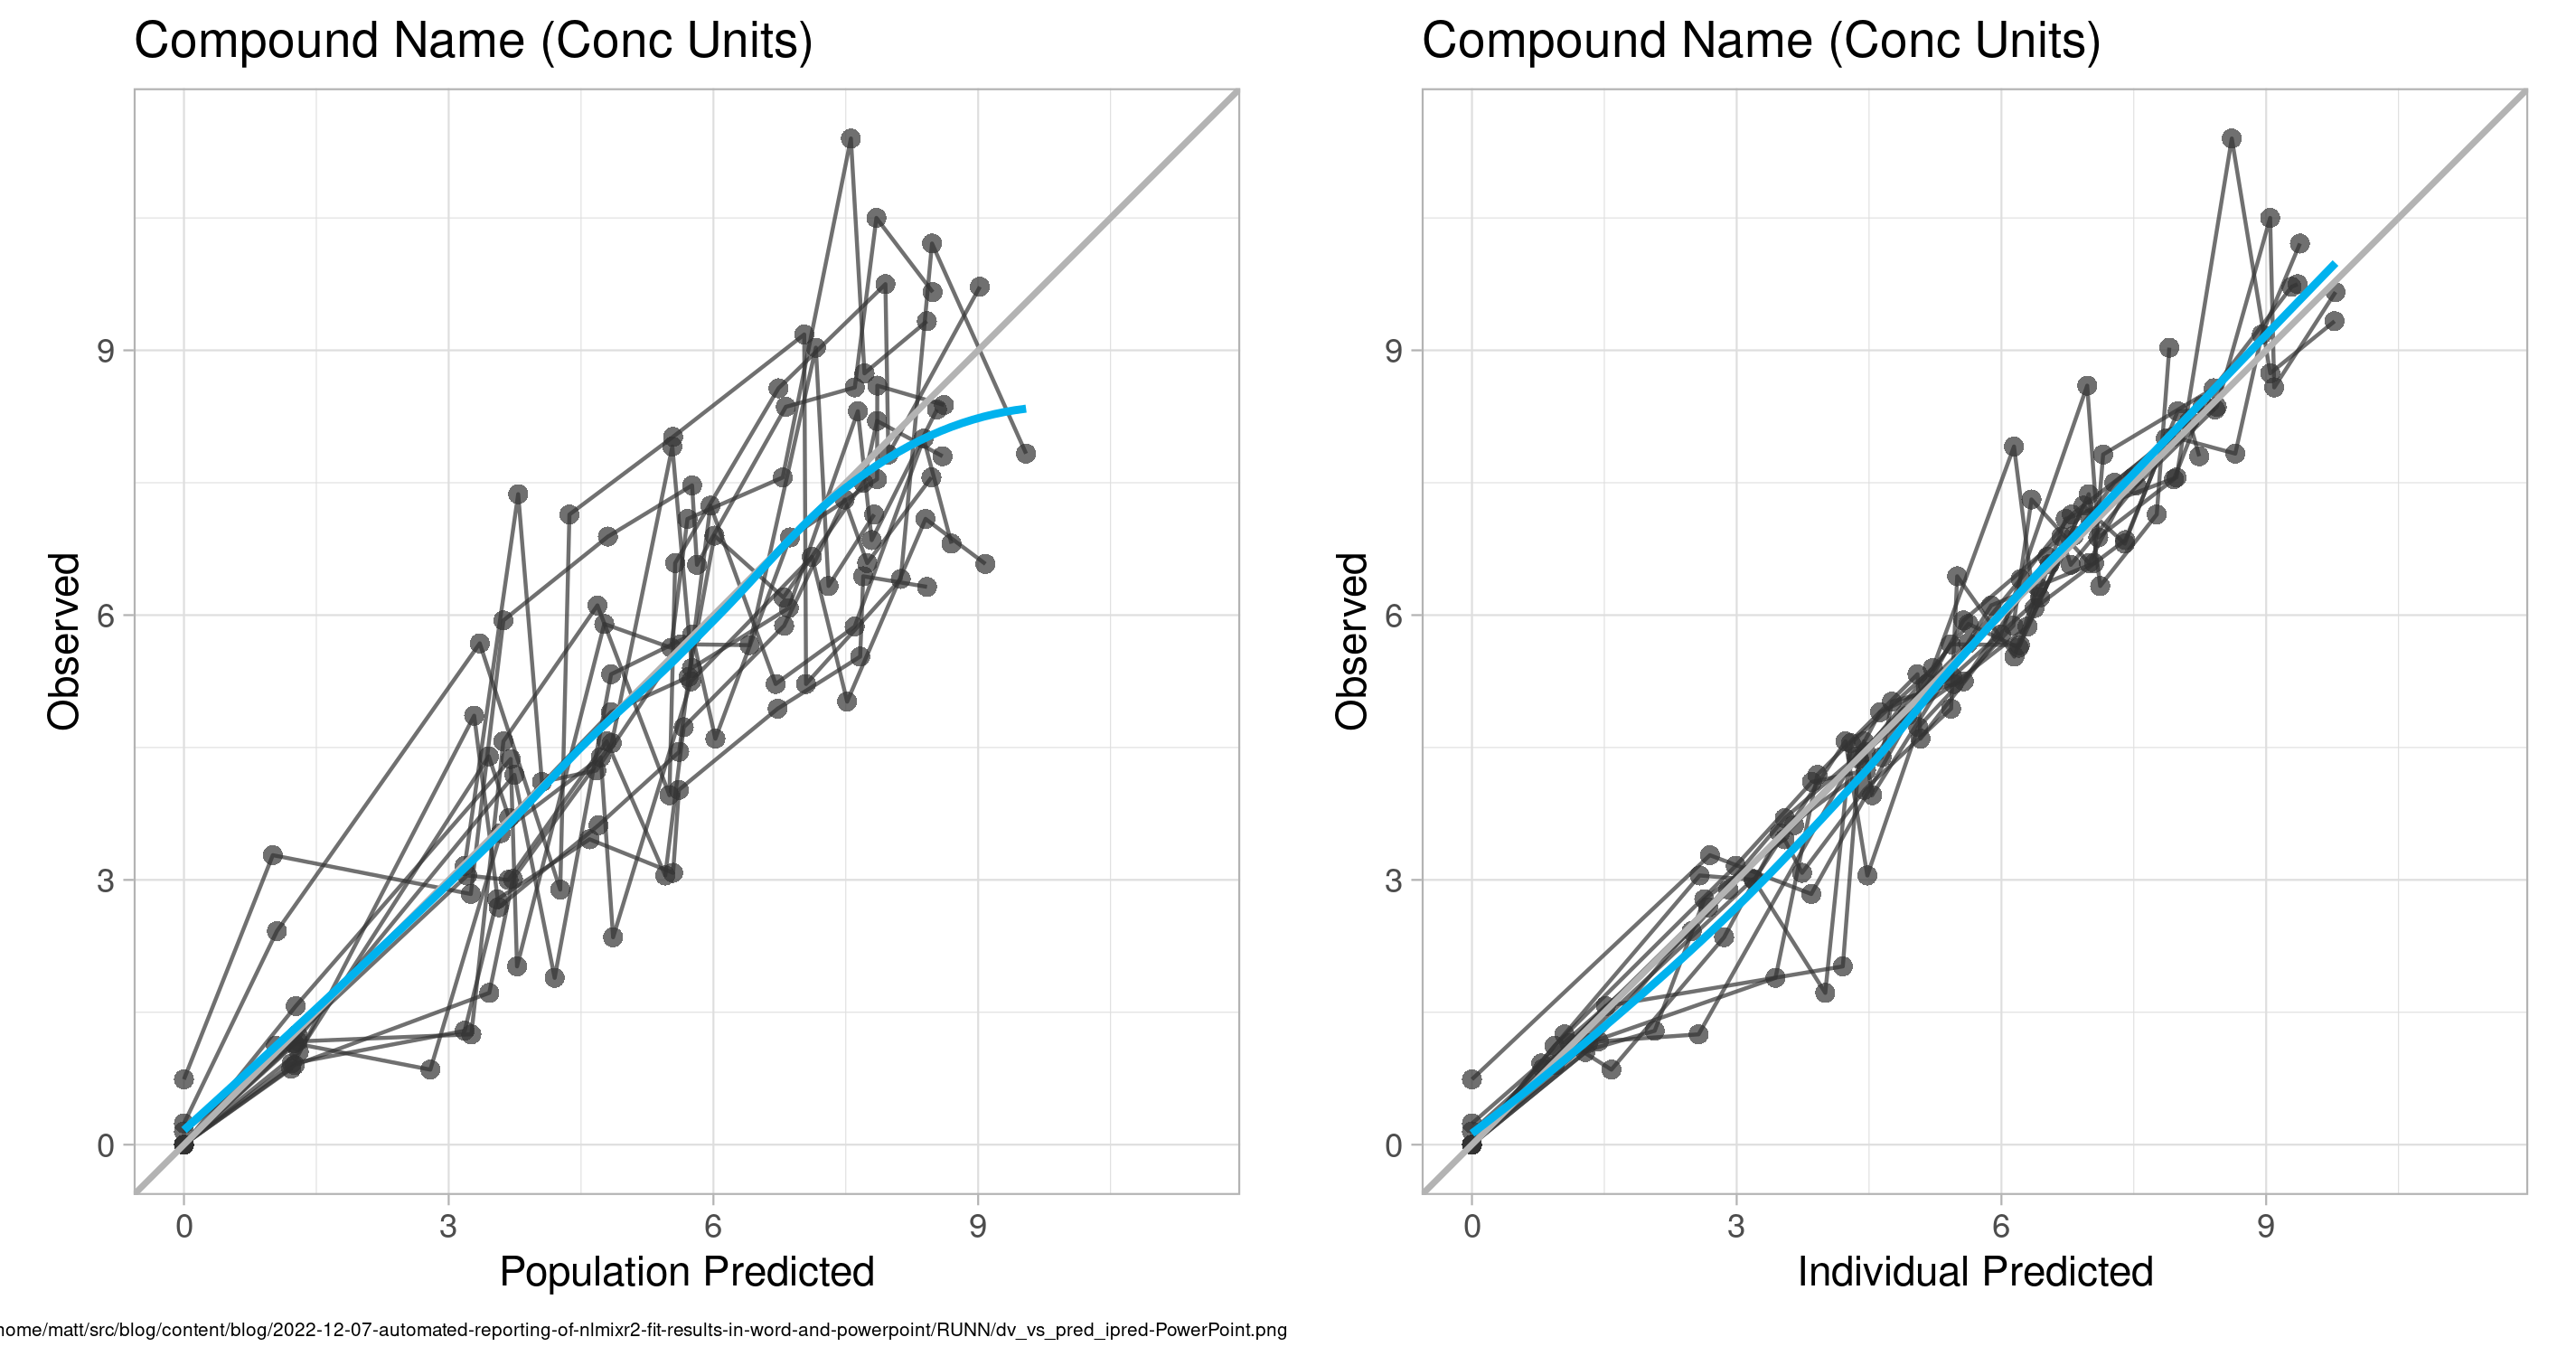 Compound Name (Conc Units)
Observed
9
6
3
0
0 3 6 9
Population Predicted
Compound Name (Conc Units)
Observed
9
6
3
0
0 3 6 9
Individual Predicted
home/matt/src/blog/content/blog/2022-12-07-automated-reporting-of-nlmixr2-fit-results-in-word-and-powerpoint/RUNN/dv_vs_pred_ipred-PowerPoint.png